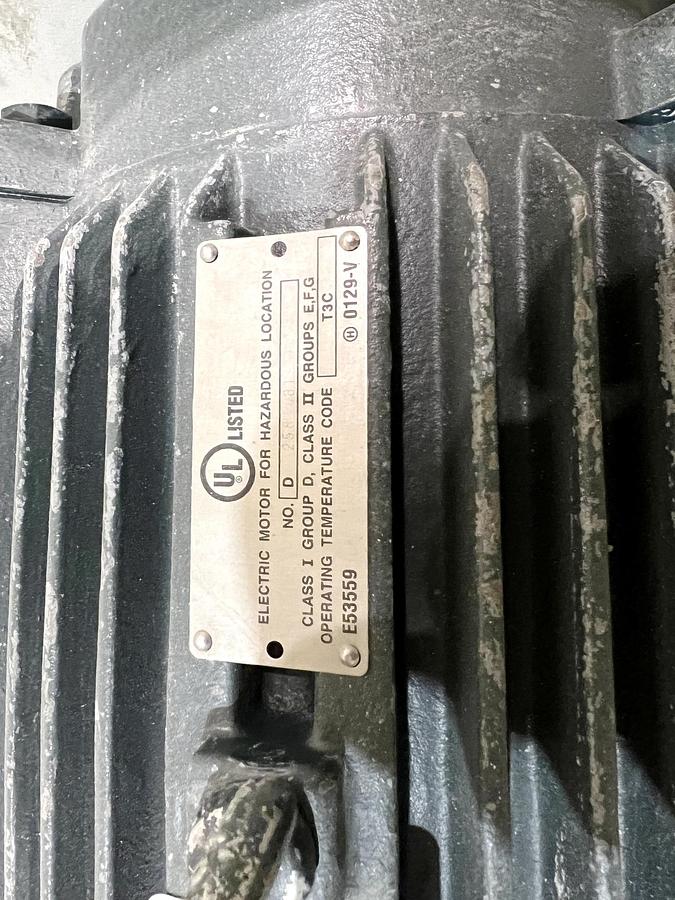 UL ® LISTED
ELECTRIC MOTOR FOR HAZARDOUS LOCATION
NO. D
CLASS I GROUP D, CLASS II GROUPS E,F,G
OPERATING TEMPERATURE CODE T3C
E53559 Ⓗ 0129-V